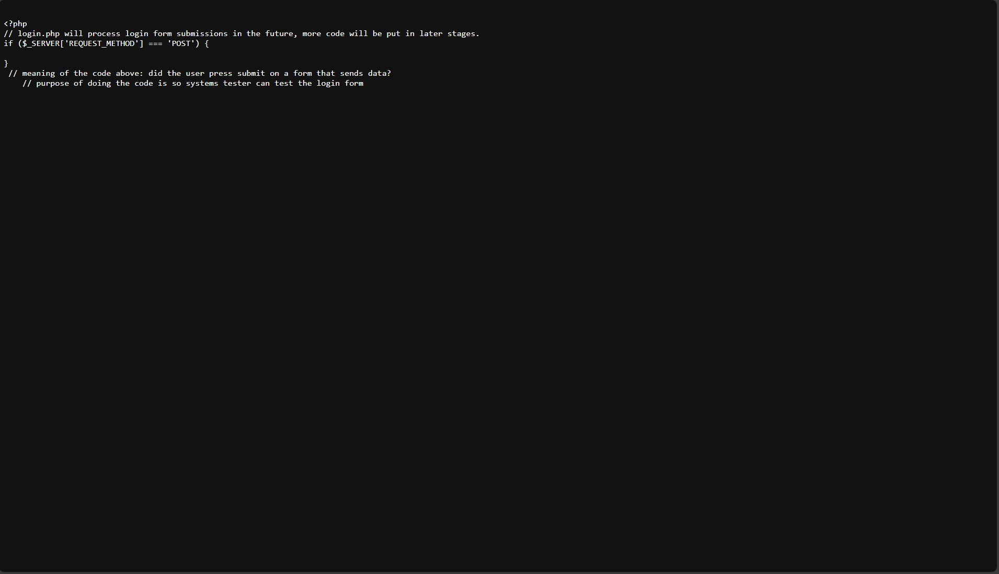 <?php
// login.php will process login form submissions in the future, more code will be put in later stages.
if ($_SERVER['REQUEST_METHOD'] === 'POST') {
}
// meaning of the code above: did the user press submit on a form that sends data?
// purpose of doing the code is so systems tester can test the login form